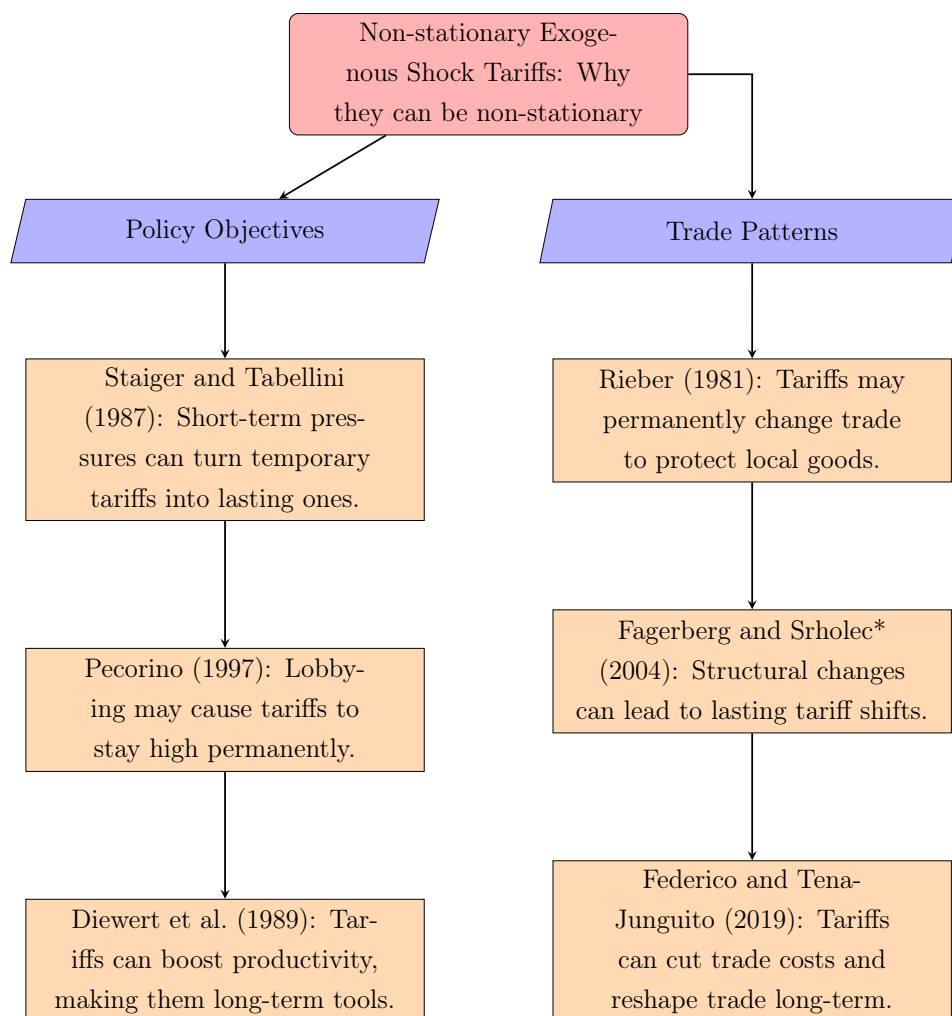 Non-stationary Exoge-
nous Shock Tariffs: Why
they can be non-stationary
Policy Objectives
Trade Patterns
Staiger and Tabellini
(1987): Short-term pres-
sures can turn temporary
tariffs into lasting ones.
Rieber (1981): Tariffs may
permanently change trade
to protect local goods.
Pecorino (1997): Lobby-
ing may cause tariffs to
stay high permanently.
Fagerberg and Srholec*
(2004): Structural changes
can lead to lasting tariff shifts.
Diewert et al. (1989): Tar-
iffs can boost productivity,
making them long-term tools.
Federico and Tena-
Junguito (2019): Tariffs
can cut trade costs and
reshape trade long-term.